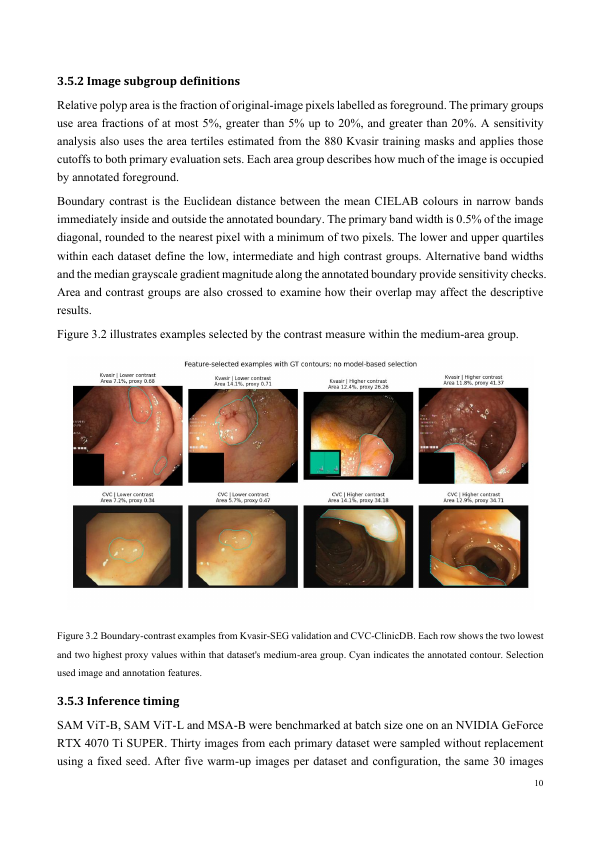 3.5.2 Image subgroup definitions
Relative polyp area is the fraction of original-image pixels labelled as foreground. The primary groups
use area fractions of at most 5%, greater than 5% up to 20%, and greater than 20%. A sensitivity
analysis also uses the area tertiles estimated from the 880 Kvasir training masks and applies those
cutoffs to both primary evaluation sets. Each area group describes how much of the image is occupied
by annotated foreground.
Boundary contrast is the Euclidean distance between the mean CIELAB colours in narrow bands
immediately inside and outside the annotated boundary. The primary band width is 0.5% of the image
diagonal, rounded to the nearest pixel with a minimum of two pixels. The lower and upper quartiles
within each dataset define the low, intermediate and high contrast groups. Alternative band widths
and the median grayscale gradient magnitude along the annotated boundary provide sensitivity checks.
Area and contrast groups are also crossed to examine how their overlap may affect the descriptive
results.
Figure 3.2 illustrates examples selected by the contrast measure within the medium-area group.
Feature-selected examples with GT contours; no model-based selection
Kvasir | Lower contrast
Area 7.1%, proxy 0.68
Kvasir | Lower contrast
Area 14.1%, proxy 0.71
Kvasir | Higher contrast
Area 12.4%, proxy 26.26
Kvasir | Higher contrast
Area 11.8%, proxy 41.37
CVC | Lower contrast
Area 7.2%, proxy 0.34
CVC | Lower contrast
Area 5.7%, proxy 0.47
CVC | Higher contrast
Area 14.1%, proxy 34.18
CVC | Higher contrast
Area 12.9%, proxy 34.71
Figure 3.2 Boundary-contrast examples from Kvasir-SEG validation and CVC-ClinicDB. Each row shows the two lowest
and two highest proxy values within that dataset's medium-area group. Cyan indicates the annotated contour. Selection
used image and annotation features.
3.5.3 Inference timing
SAM ViT-B, SAM ViT-L and MSA-B were benchmarked at batch size one on an NVIDIA GeForce
RTX 4070 Ti SUPER. Thirty images from each primary dataset were sampled without replacement
using a fixed seed. After five warm-up images per dataset and configuration, the same 30 images
10